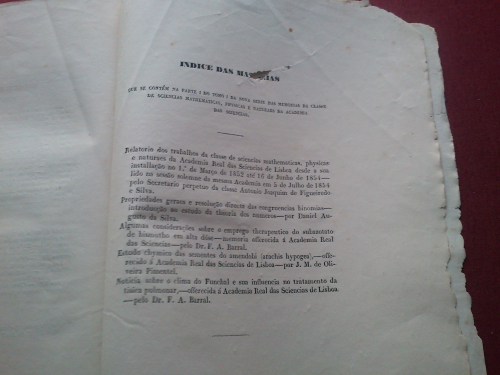 INDICE DAS MATERIAS
QUE SE CONTÉM NA PARTE I DO TOMO I DA NOVA SERIE DAS MEMORIAS DA CLASSE
DE SCIENCIAS MATHEMATICAS, PHYSICAS E NATURAES DA ACADEMIA
DAS SCIENCIAS.
Relatorio dos trabalhos da classe de sciencias mathematicas, physicas
e naturaes da Academia Real das Sciencias de Lisboa desde a sua
installação no 1.º de Março de 1852 até 15 de Junho de 1854—
lido na sessão solemne da mesma Academia em 5 de Julho de 1854
pelo Secretario perpetuo da classe Antonio Joaquim de Figueiredo
e Silva.
Propriedades geraes e resolução directa das congruencias binomias—
introducção ao estudo da theoria dos numeros—por Daniel Au-
gusto da Silva.
Algumas considerações sobre o emprego therapeutico do subazotato
de bismutho em alta dóse—memoria offerecida á Academia Real
das Sciencias—pelo Dr. F. A. Barral.
Estudo chymico das sementes do amendobi (arachis hypogea),—offe-
recido á Academia Real das Sciencias de Lisboa—por J. M. de Oli-
veira Pimentel.
Noticia sobre o clima do Funchal e sua influencia no tratamento da
tisica pulmonar,—offerecida á Academia Real das Sciencias de Lisboa
—pelo Dr. F. A. Barral.